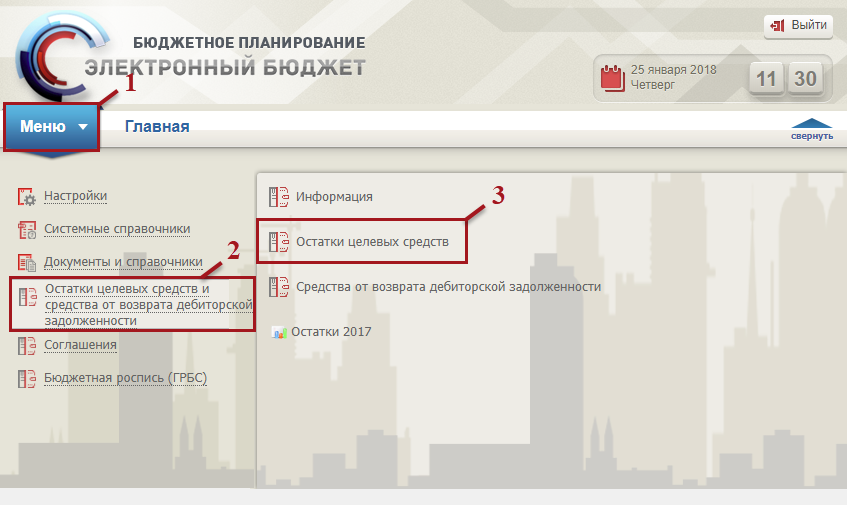 Выйти
БЮДЖЕТНОЕ ПЛАНИРОВАНИЕ
ЭЛЕКТРОННЫЙ БЮДЖЕТ
25 января 2018
Четверг
11 30
1
Меню
Главная
свернуть
Настройки
Системные справочники
2
Документы и справочники
Остатки целевых средств и
средства от возврата дебиторской
задолженности
Соглашения
Бюджетная роспись (ГРБС)
Информация
3
Остатки целевых средств
Средства от возврата дебиторской задолженности
Остатки 2017